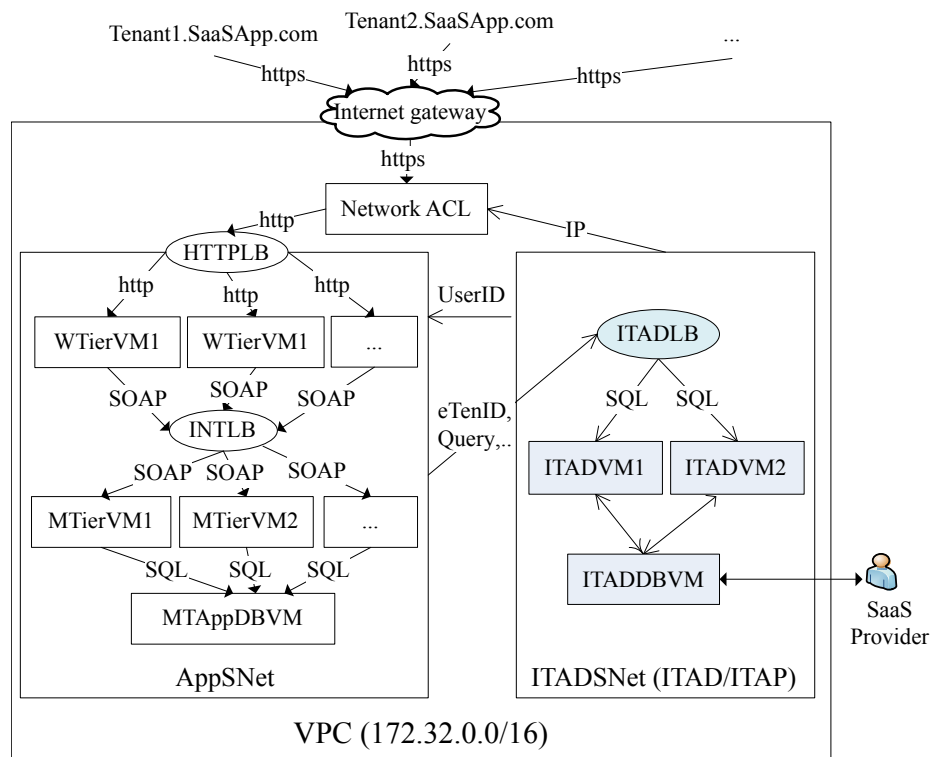 Tenant1.SaaSApp.com
Tenant2.SaaSApp.com
...
https
https
https
Internet gateway
https
Network ACL
http
IP
HTTPLB
http
http
http
UserID
WTierVM1
WTierVM1
...
ITADLB
SOAP
SOAP
SOAP
SQL
SQL
eTenID,
Query,..
INTLB
SOAP
SOAP
SOAP
ITADVM1
ITADVM2
MTierVM1
MTierVM2
...
SQL
SQL
SQL
ITADDBVM
MTAppDBVM
SaaS
Provider
AppSNet
ITADSNet (ITAD/ITAP)
VPC (172.32.0.0/16)